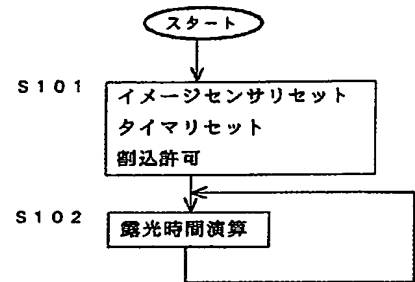 スタート
S101
イメージセンサリセット
タイマリセット
割込許可
S102
露光時間演算